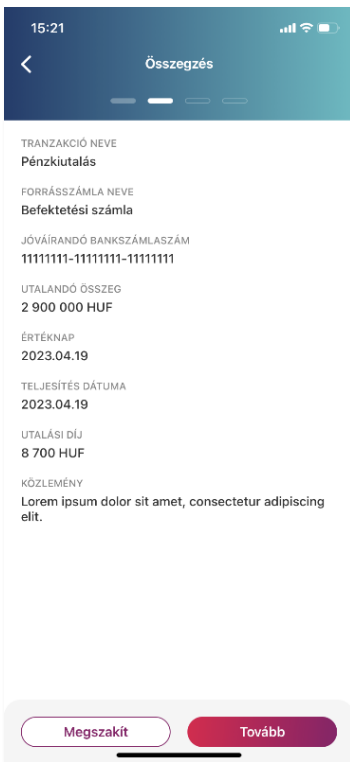 15:21
Összegzés
TRANZAKCIÓ NEVE
Pénzkiutalás
FORRÁSSZÁMLA NEVE
Befektetési számla
JÓVÁÍRANDÓ BANKSZÁMLASZÁM
11111111-11111111-11111111
UTALANDÓ ÖSSZEG
2 900 000 HUF
ÉRTÉKNAP
2023.04.19
TELJESÍTÉS DÁTUMA
2023.04.19
UTALÁSI DÍJ
8 700 HUF
KÖZLEMÉNY
Lorem ipsum dolor sit amet, consectetur adipiscing
elit.
Megszakít
Tovább